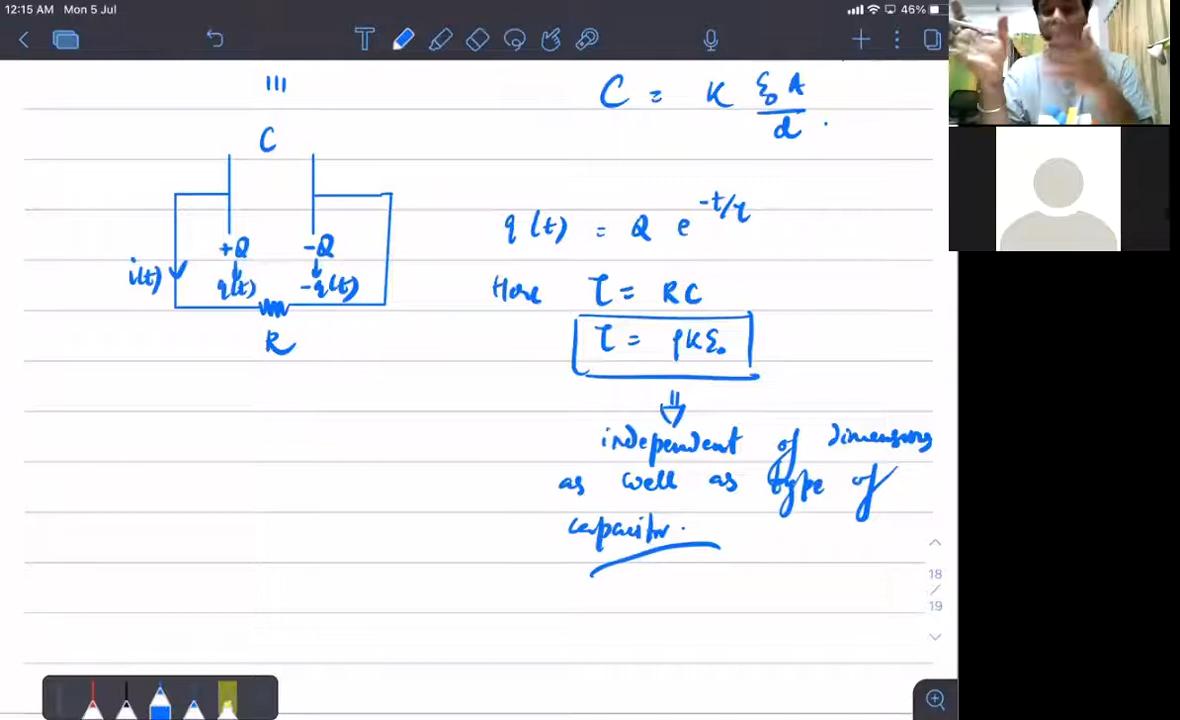 12:15 AM Mon 5 Jul
46%
C = K ε₀A/d .
C
q(t) = Q e^-t/τ
+Q
-Q
i(t)
q(t)
-q(t)
Here τ = RC
R
τ = ρKε₀
independent of dimensions
as well as type of
capacitor.
18
/
19